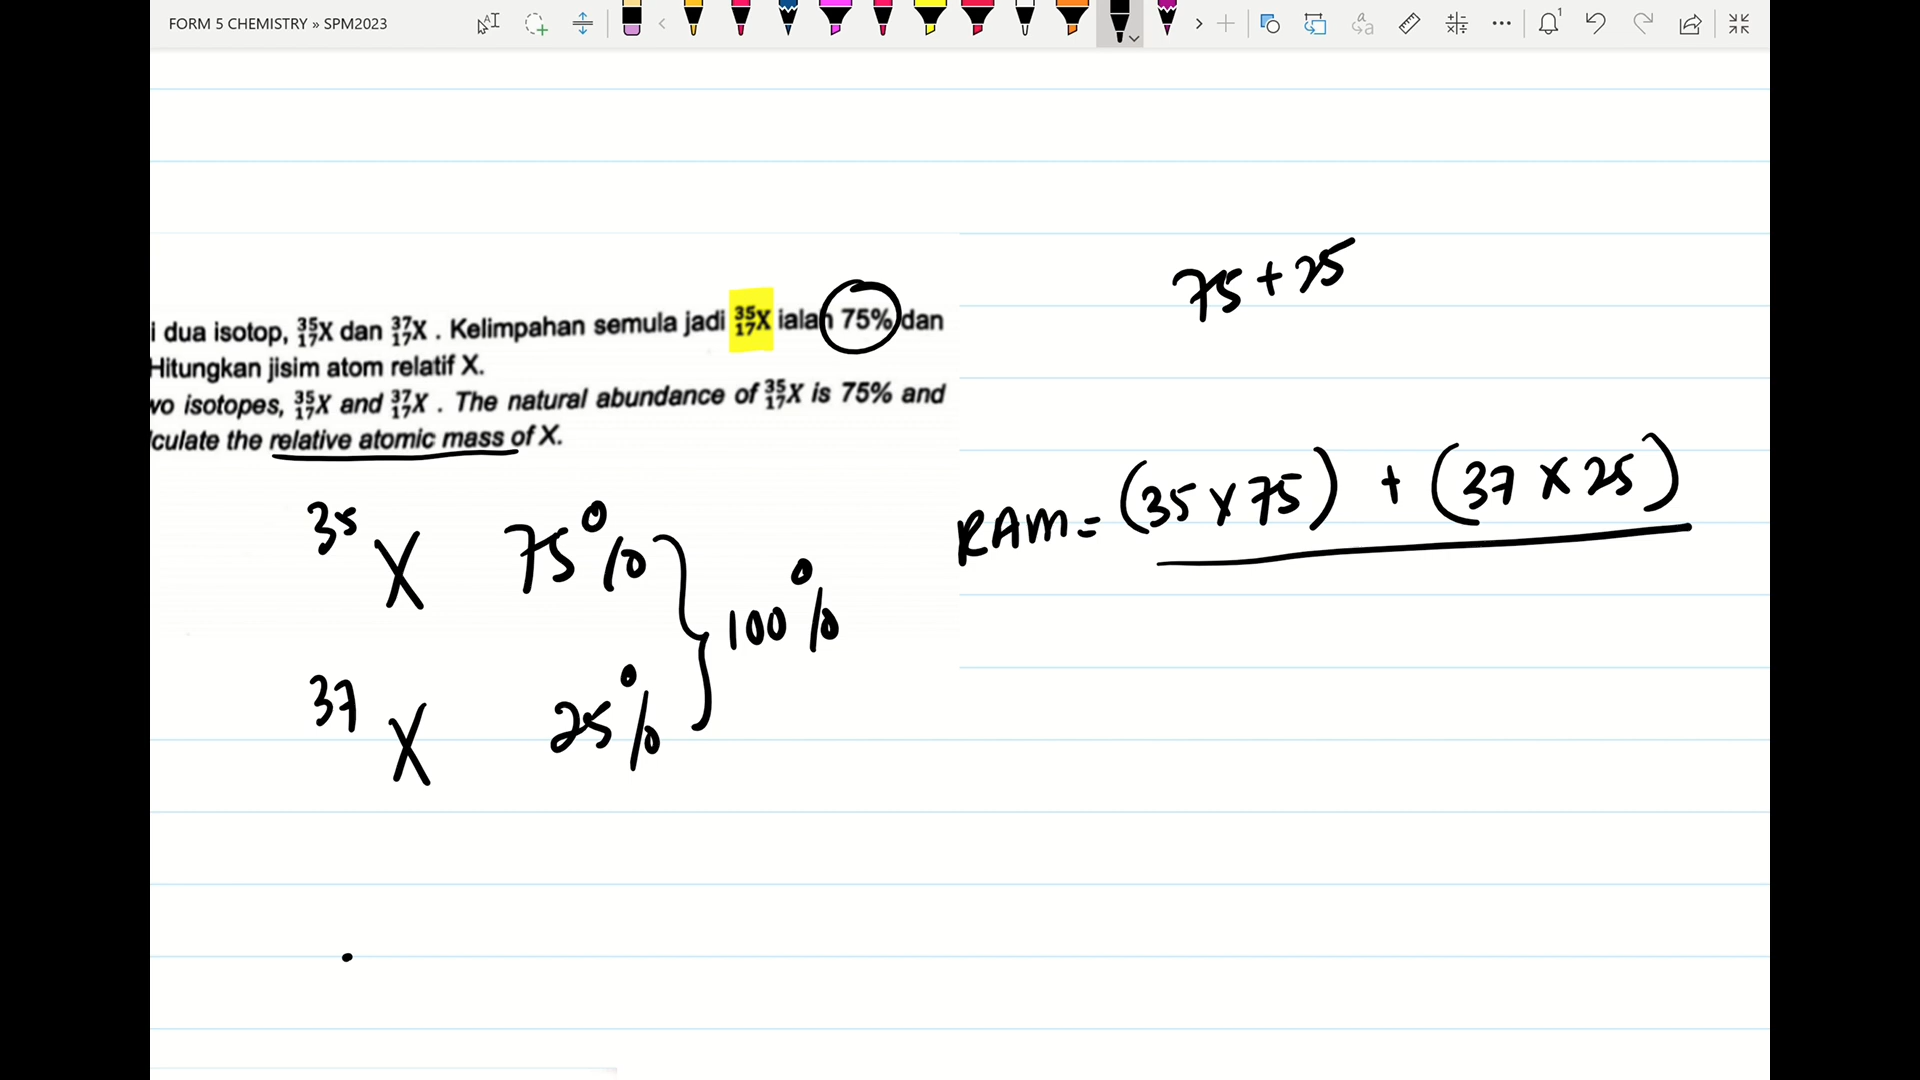 FORM 5 CHEMISTRY » SPM2023
75 + 25
i dua isotop, ³⁵₁₇X dan ³⁷₁₇X . Kelimpahan semula jadi ³⁵₁₇X ialah 75% dan
Hitungkan jisim atom relatif X.
wo isotopes, ³⁵₁₇X and ³⁷₁₇X . The natural abundance of ³⁵₁₇X is 75% and
culate the relative atomic mass of X.
RAM = (35 x 75) + (37 x 25)
³⁵X 75%
100%
³⁷X 25%